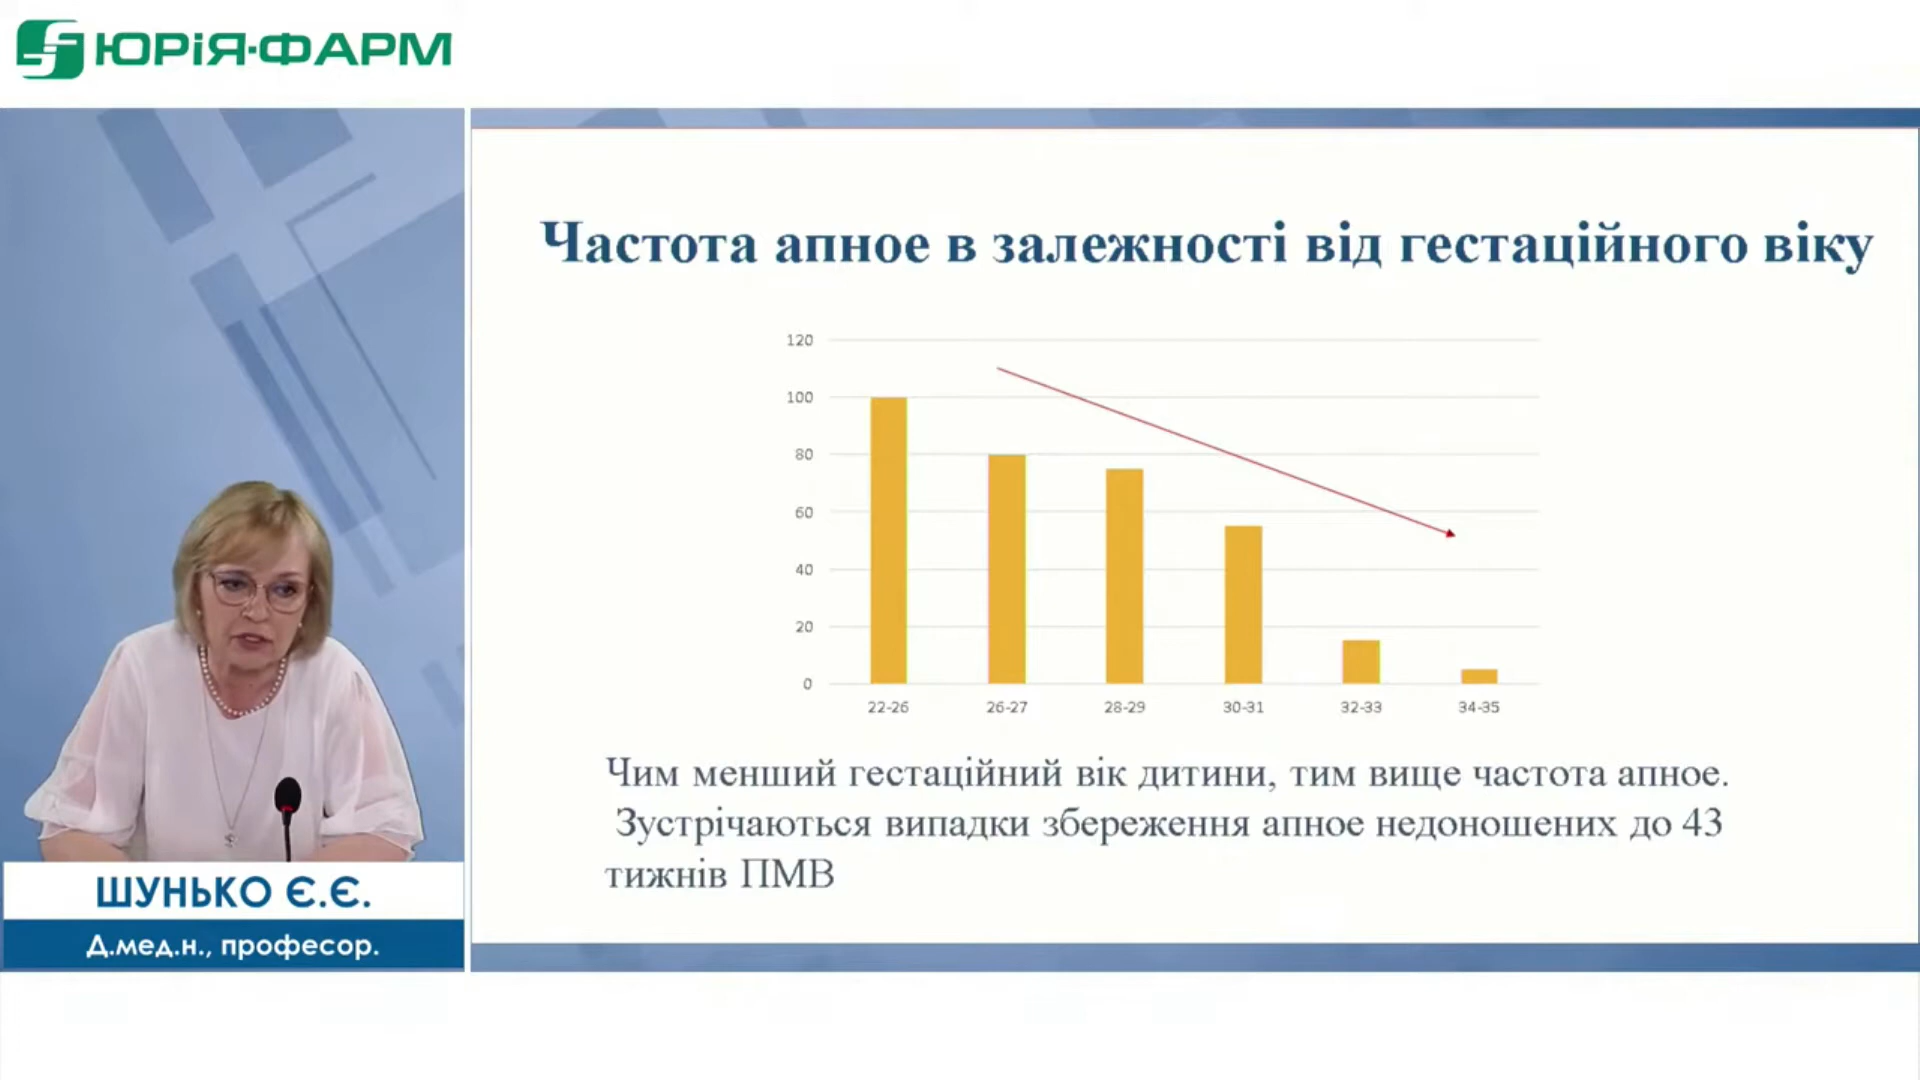 ЮРіЯ·ФАРМ
Частота апное в залежності від гестаційного віку
120
100
80
60
40
20
0
22-26 26-27 28-29 30-31 32-33 34-35
Чим менший гестаційний вік дитини, тим вище частота апное.
Зустрічаються випадки збереження апное недоношених до 43
тижнів ПМВ
ШУНЬКО Є.Є.
Д.мед.н., професор.